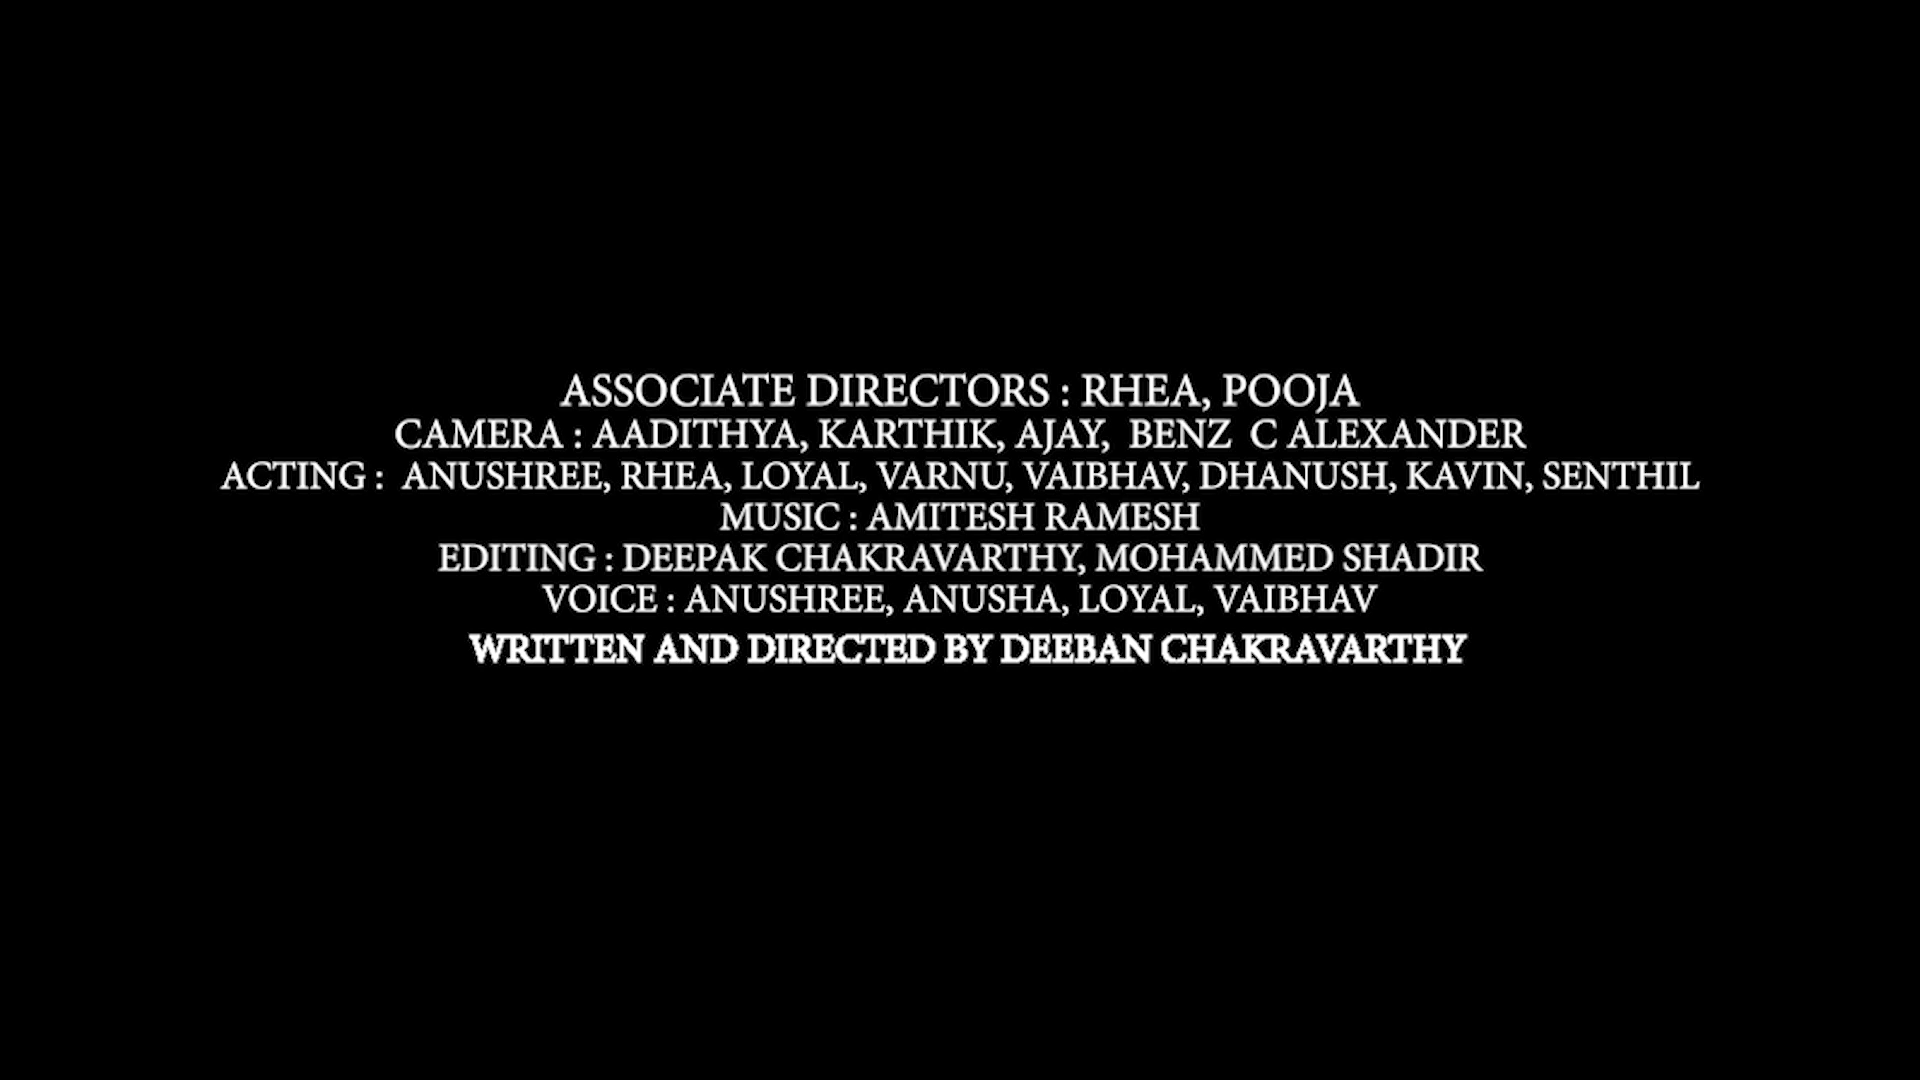 ASSOCIATE DIRECTORS : RHEA, POOJA
CAMERA : AADITHYA, KARTHIK, AJAY, BENZ C ALEXANDER
ACTING : ANUSHREE, RHEA, LOYAL, VARNU, VAIBHAV, DHANUSH, KAVIN, SENTHIL
MUSIC : AMITESH RAMESH
EDITING : DEEPAK CHAKRAVARTHY, MOHAMMED SHADIR
VOICE : ANUSHREE, ANUSHA, LOYAL, VAIBHAV
WRITTEN AND DIRECTED BY DEEBAN CHAKRAVARTHY